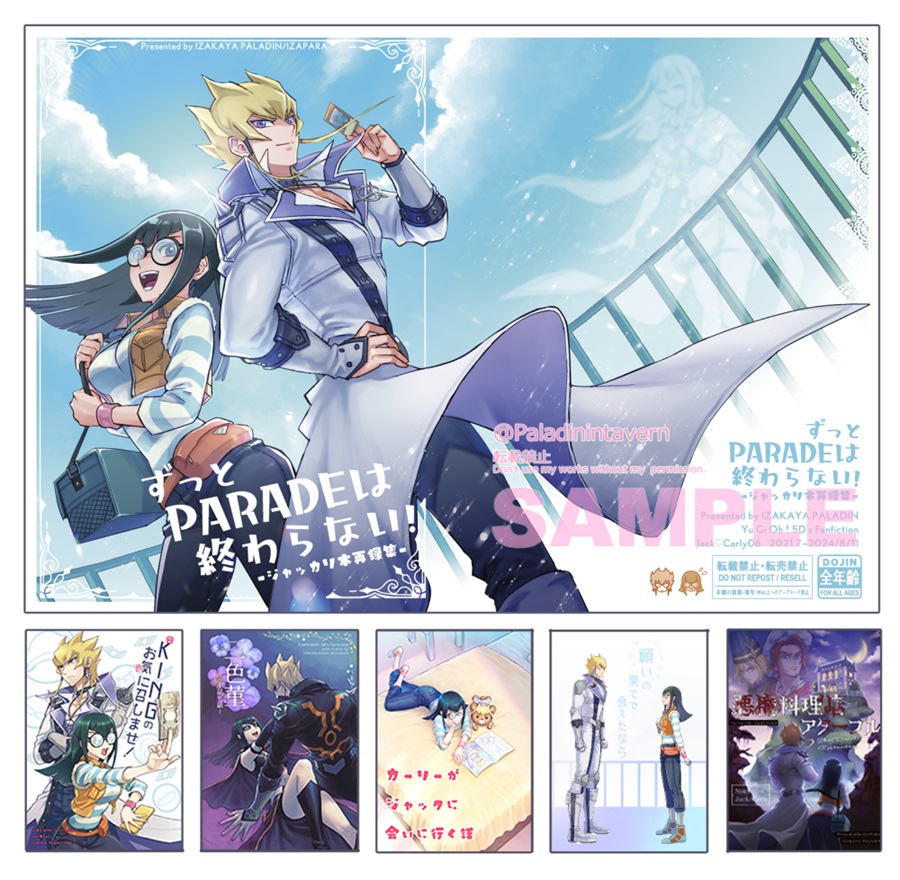 Presented by IZAKAYA PALADIN/IZAPARA
ずっと
PARADEは
終わらない!
-ジャッカリ本再録集-
@Paladinintavern
転載禁止
Don't use my works without my permission.
SAMPL
ずっと
PARADEは
終わらない!
-ジャッカリ本再録集-
Presented by IZAKAYA PALADIN
Yu Gi Oh ! 5D's Fanfiction
Jack♡Carly06 2021.7-2024/8/11
転載禁止・転売禁止
DO NOT REPOST / RESELL
DOJIN
全年齢
FOR ALL AGES
KINGの
お気に召しませ!
二色菫
カーリーが
ジャックに
会いに行く話
願いの
果てで
会えたなら
悪魔料理店
アターブル